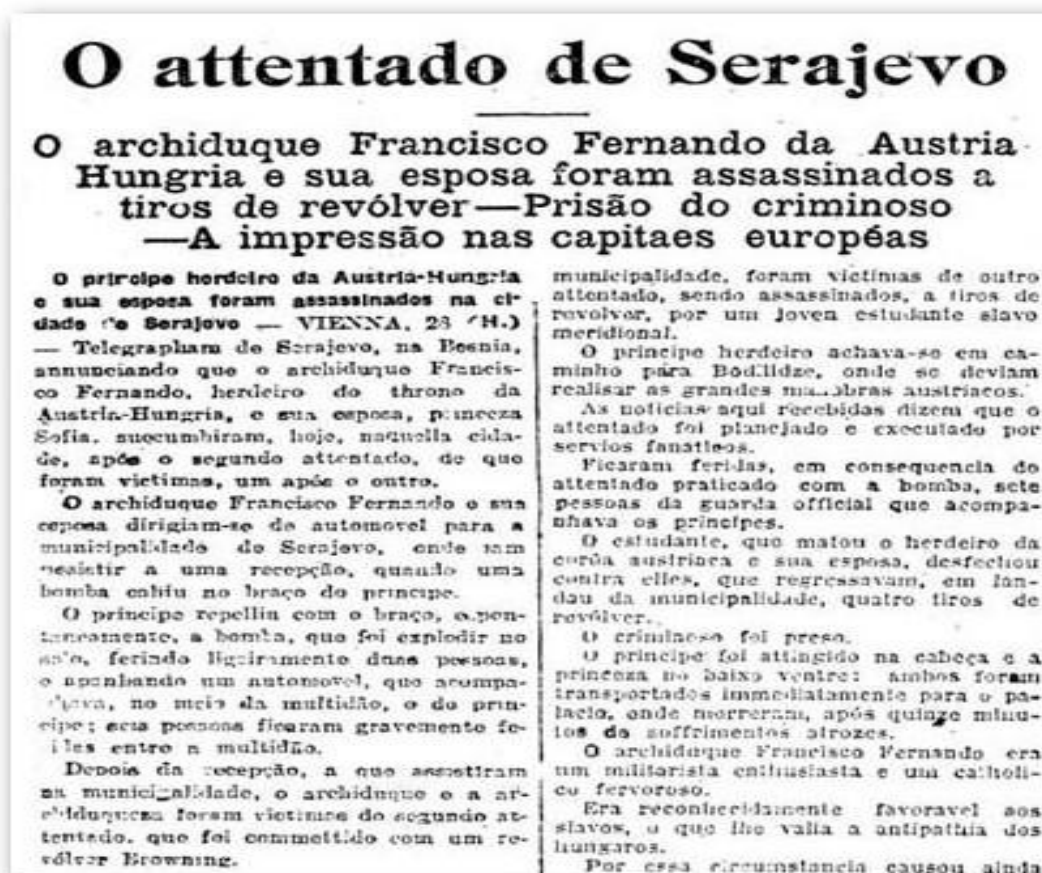 O attentado de Serajevo
O archiduque Francisco Fernando da Austria
Hungria e sua esposa foram assassinados a
tiros de revólver—Prisão do criminoso
—A impressão nas capitaes européas
O principe herdeiro da Austria-Hungria
e sua esposa foram assassinados na ci-
dade de Serajevo — VIENNA, 28 (H.)
— Telegrapham de Serajevo, na Bosnia,
annunciando que o archiduque Francis-
co Fernando, herdeiro do throno da
Austria-Hungria, e sua esposa, princeza
Sofia, succumbiram, hoje, naquella cida-
de, após o segundo attentado, de que
foram victimas, um após o outro.
O archiduque Francisco Fernando e sua
esposa dirigiam-se de automovel para a
municipalidade de Serajevo, onde iam
assistir a uma recepção, quando uma
bomba cahiu no braço do principe.
O principe repelliu com o braço, espon-
taneamente, a bomba, que foi explodir no
solo, ferindo ligeiramente duas pessoas,
e apanhando um automovel, que acompa-
nhava, no meio da multidão, o do prin-
cipe; seis pessoas ficaram gravemente fe-
ridas entre a multidão.
Depois da recepção, a que assistiram
na municipalidade, o archiduque e a ar-
chiduqueza foram victimas do segundo at-
tentado, que foi commettido com um re-
vólver Browning.
municipalidade, foram victimas de outro
attentado, sendo assassinados, a tiros de
revolver, por um joven estudante slavo
meridional.
O principe herdeiro achava-se em ca-
minho para, onde se deviam
realisar as grandes manobras austriacos.
As noticias aqui recebidas dizem que o
attentado foi planejado e executado por
servios fanaticos.
Ficaram feridas, em consequencia do
attentado praticado com a bomba, sete
pessoas da guarda official que acompa-
nhava os principes.
O estudante, que matou o herdeiro da
corôa austriaca e sua esposa, desfechou
contra elles, que regressavam, em lan-
dau da municipalidade, quatro tiros de
revólver.
O criminoso foi preso.
O principe foi attingido na cabeça e a
princeza no baixo ventre; ambos foram
transportados immediatamente para o pa-
lacio, onde morreram, após quinze minu-
tos de soffrimentos atrozes.
O archiduque Francisco Fernando era
um militarista enthusiasta e um catholi-
co fervoroso.
Era reconhecidamente favoravel aos
slavos, o que lhe valia a antipathia dos
hungaros.
Por essa circumstancia causou ainda